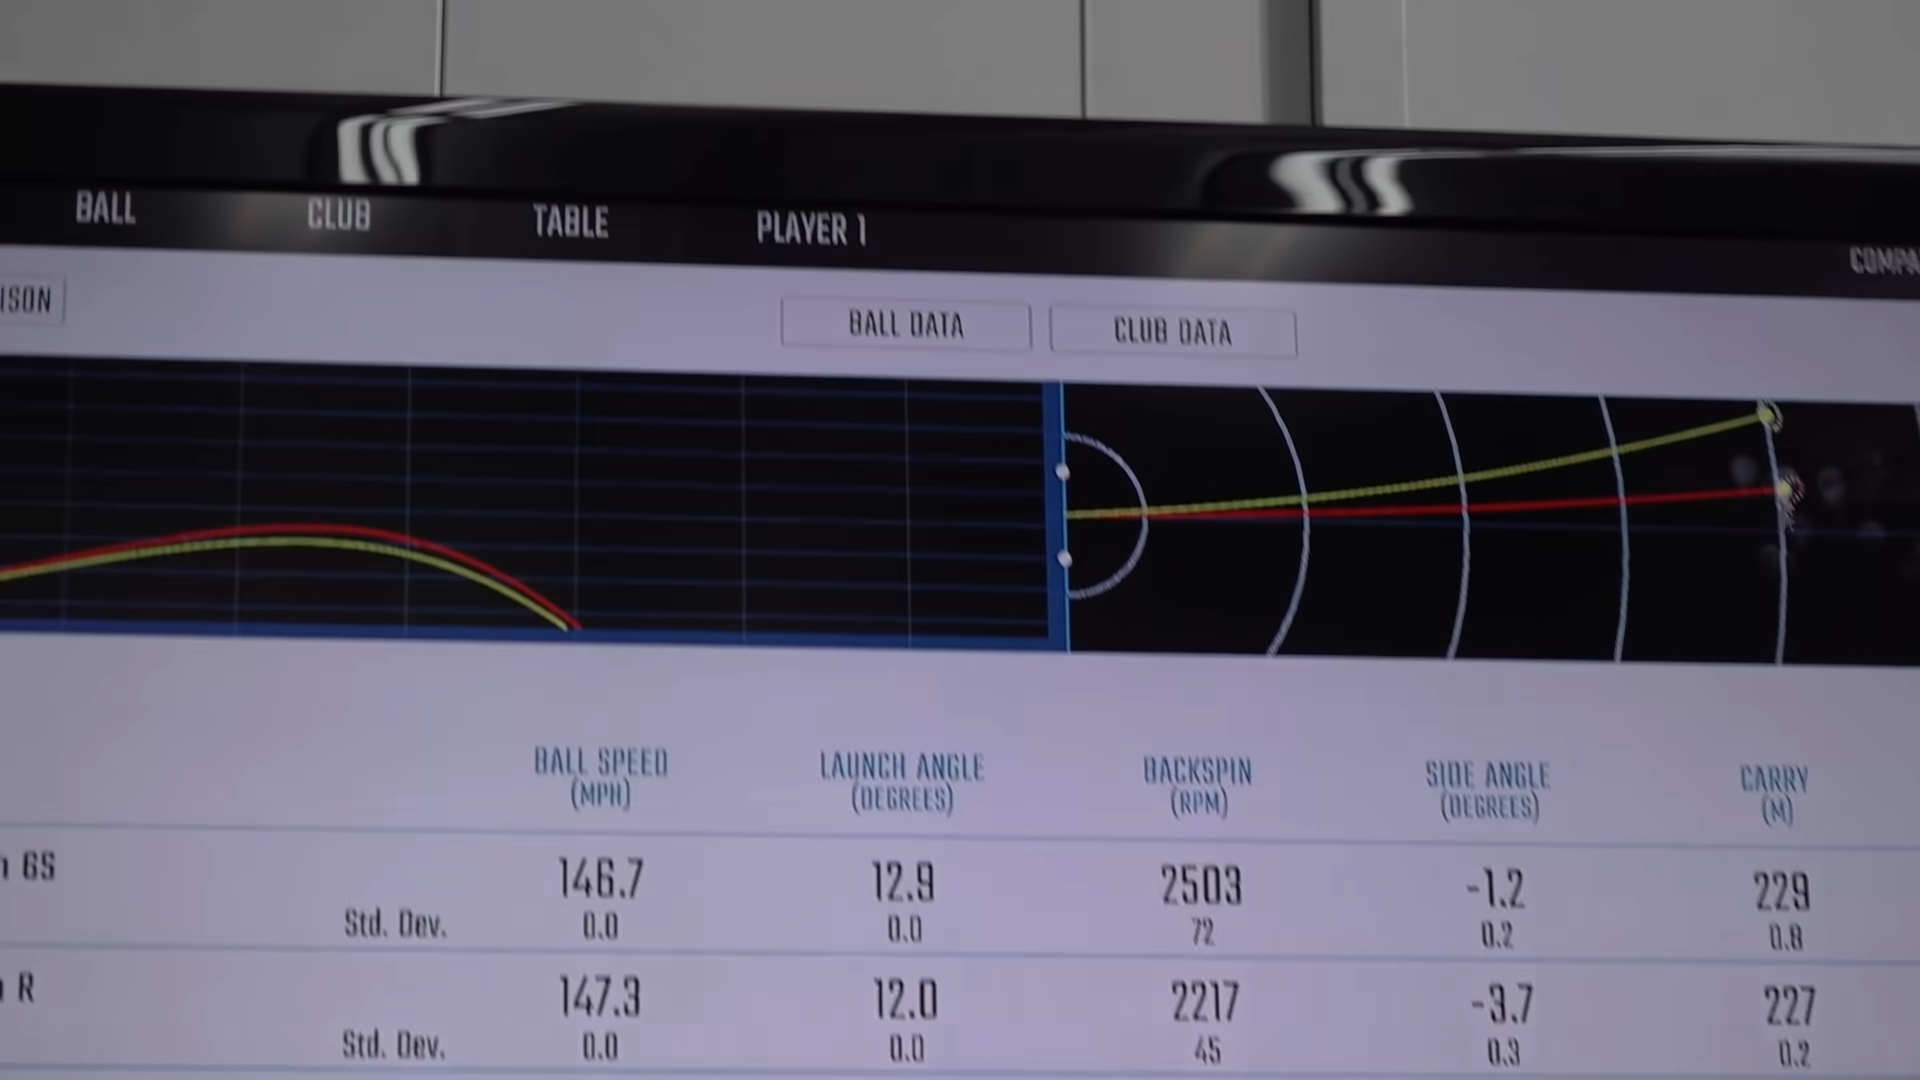 BALL CLUB TABLE PLAYER 1
BALL DATA CLUB DATA
BALL SPEED LAUNCH ANGLE BACKSPIN SIDE ANGLE CARRY
(MPH) (DEGREES) (RPM) (DEGREES) (M)
6S 146.7 12.9 2503 -1.2 229
Std. Dev. 0.0 0.0 72 0.2 0.8
R 147.3 12.0 2217 -3.7 227
Std. Dev. 0.0 0.0 45 0.3 0.2